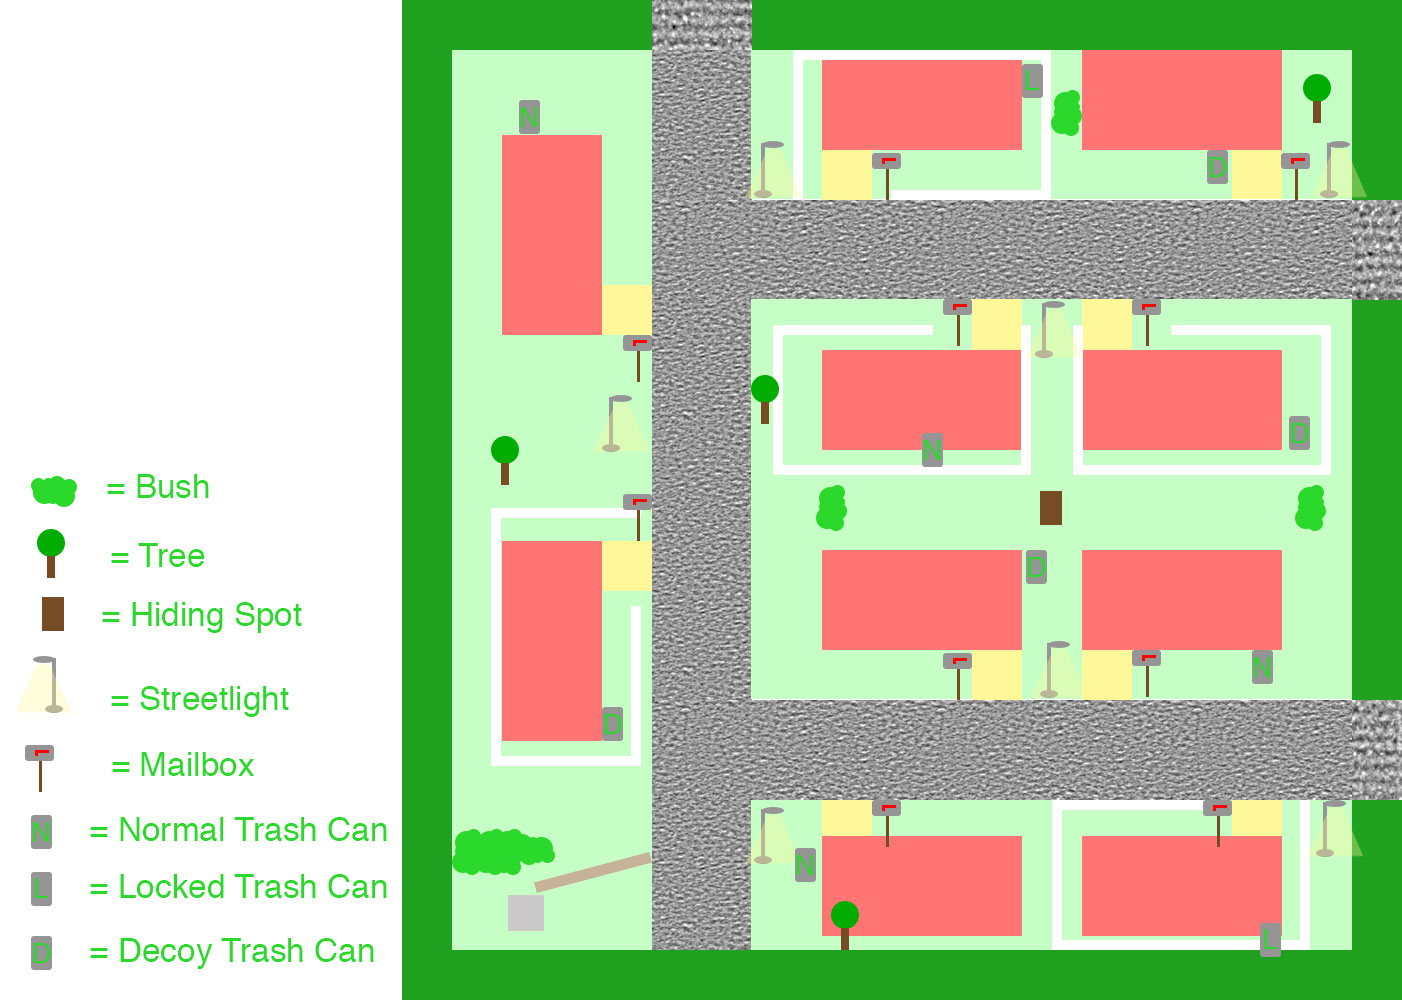 N
L
D
N
D
= Bush
= Tree
D
= Hiding Spot
= Streetlight
N
D
= Mailbox
N = Normal Trash Can
N
L = Locked Trash Can
D = Decoy Trash Can
L